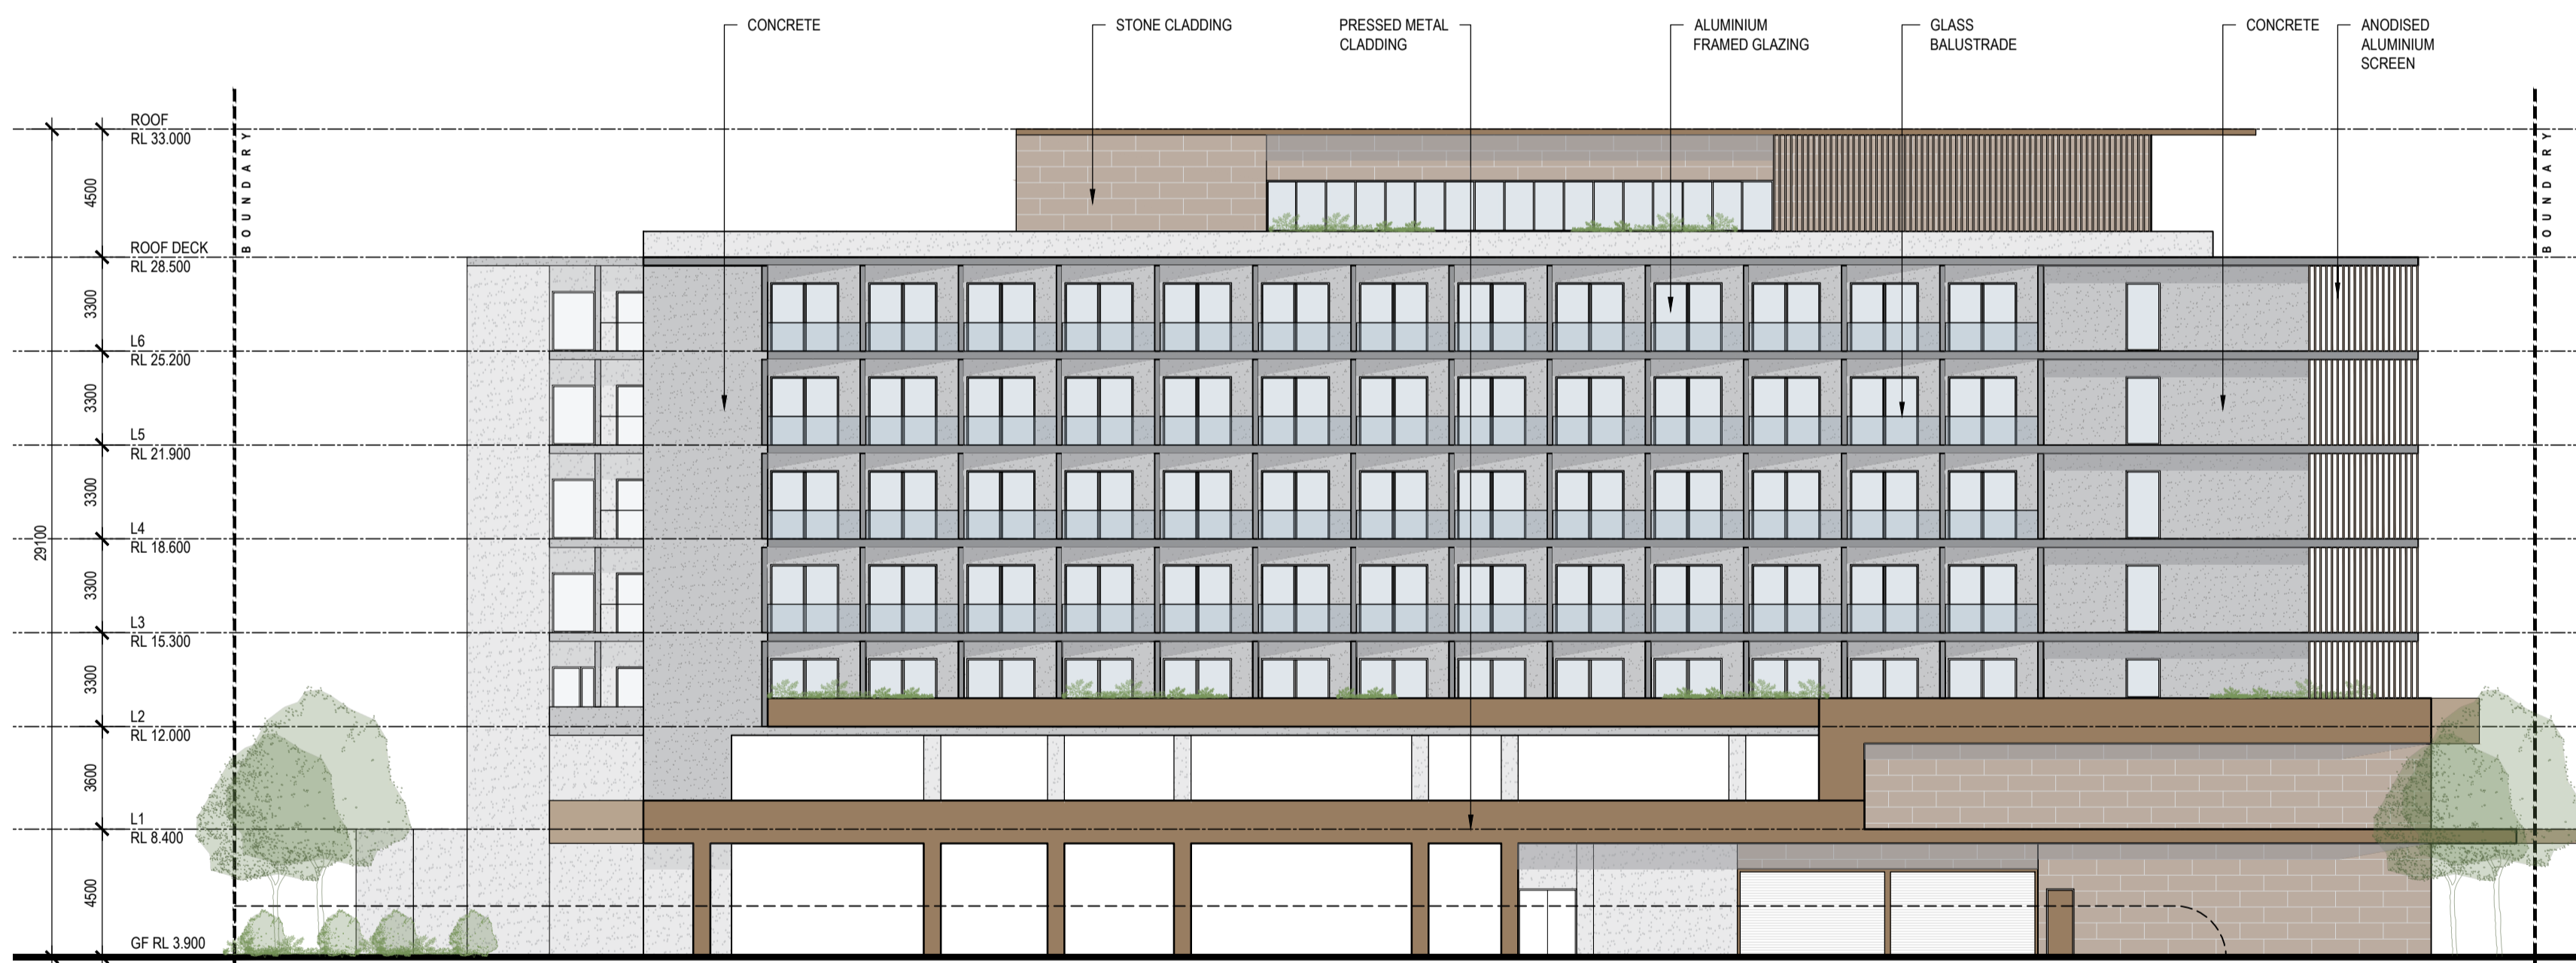 CONCRETE
STONE CLADDING
PRESSED METAL
CLADDING
ALUMINIUM
FRAMED GLAZING
GLASS
BALUSTRADE
CONCRETE
ANODISED
ALUMINIUM
SCREEN
ROOF
RL 33.000
BOUNDARY
BOUNDARY
4500
ROOF DECK
RL 28.500
3300
L6
RL 25.200
3300
L5
RL 21.900
3300
L4
RL 18.600
29100
3300
L3
RL 15.300
3300
L2
RL 12.000
3600
L1
RL 8.400
4500
GF RL 3.900